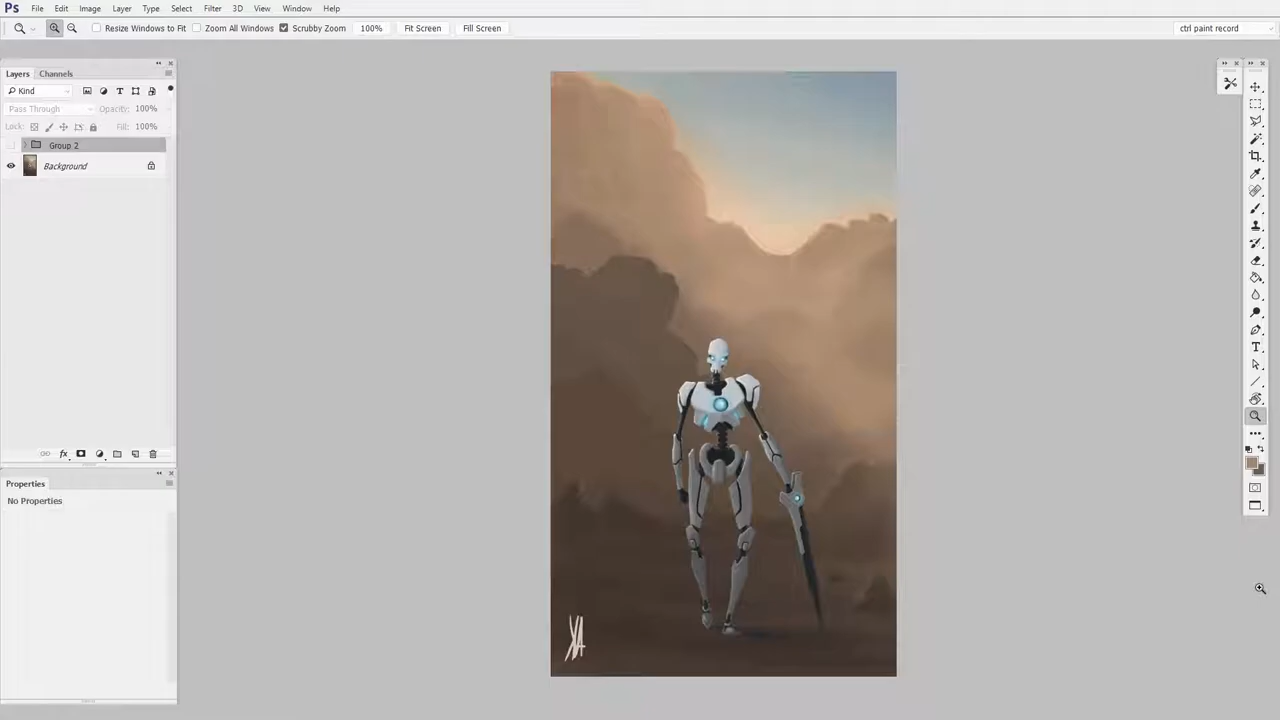 Ps File Edit Image Layer Type Select Filter 3D View Window Help
Resize Windows to Fit Zoom All Windows Scrubby Zoom 100% Fit Screen Fill Screen ctrl paint record
Layers Channels
Kind
Pass Through Opacity: 100%
Lock: Fill: 100%
Group 2
Background
fx
Properties
No Properties